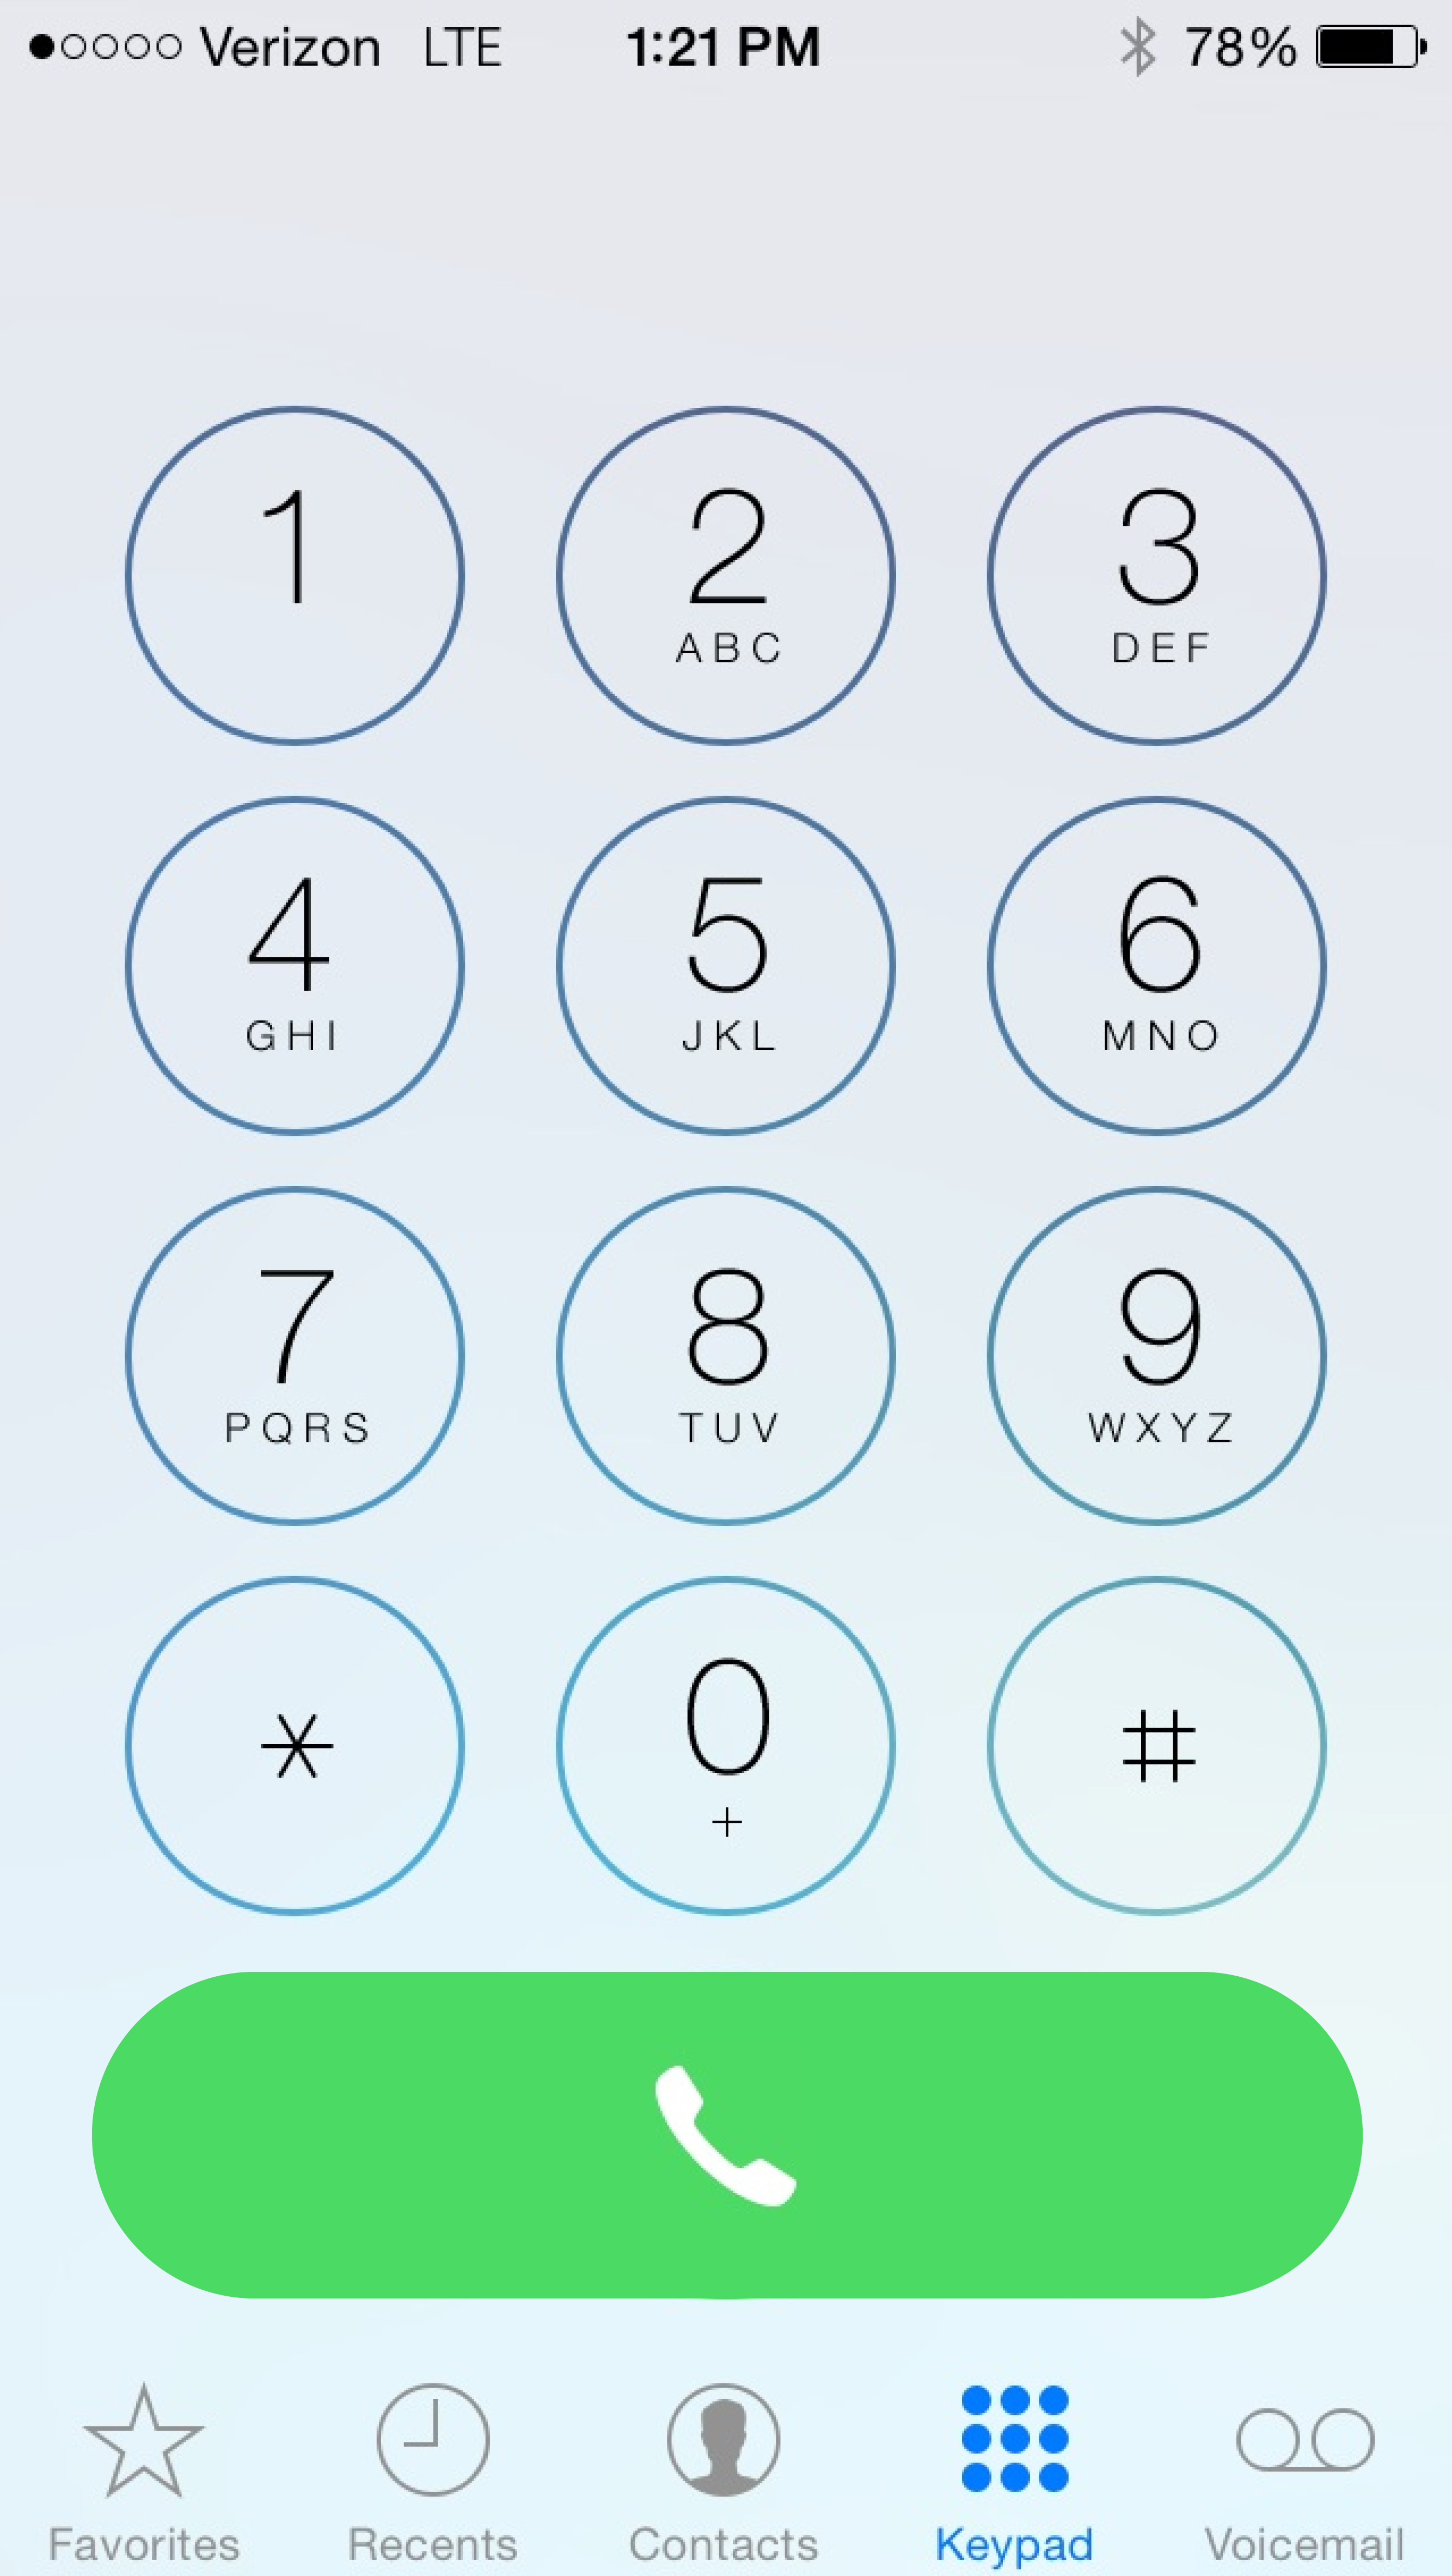 Verizon LTE 1:21 PM 78%
1 2 3
ABC DEF
4 5 6
GHI JKL MNO
7 8 9
PQRS TUV WXYZ
* 0 #
+
Favorites Recents Contacts Keypad Voicemail